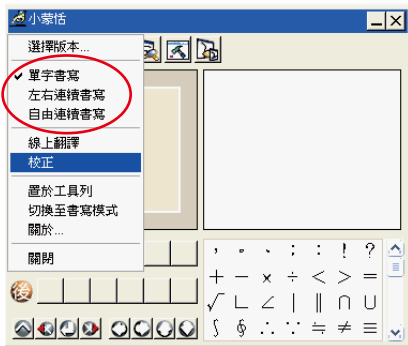 小蒙恬
選擇版本...
單字書寫
左右連續書寫
自由連續書寫
線上翻譯
校正
置於工具列
切換至書寫模式
關於...
關閉
， 。 、 ； ： ！ ？
＋ － × ÷ ＜ ＞ ＝
後
√ ∟ ∠ ∣ ∥ ∩ ∪
∫ ∮ ∴ ∵ ≒ ≠ ≡